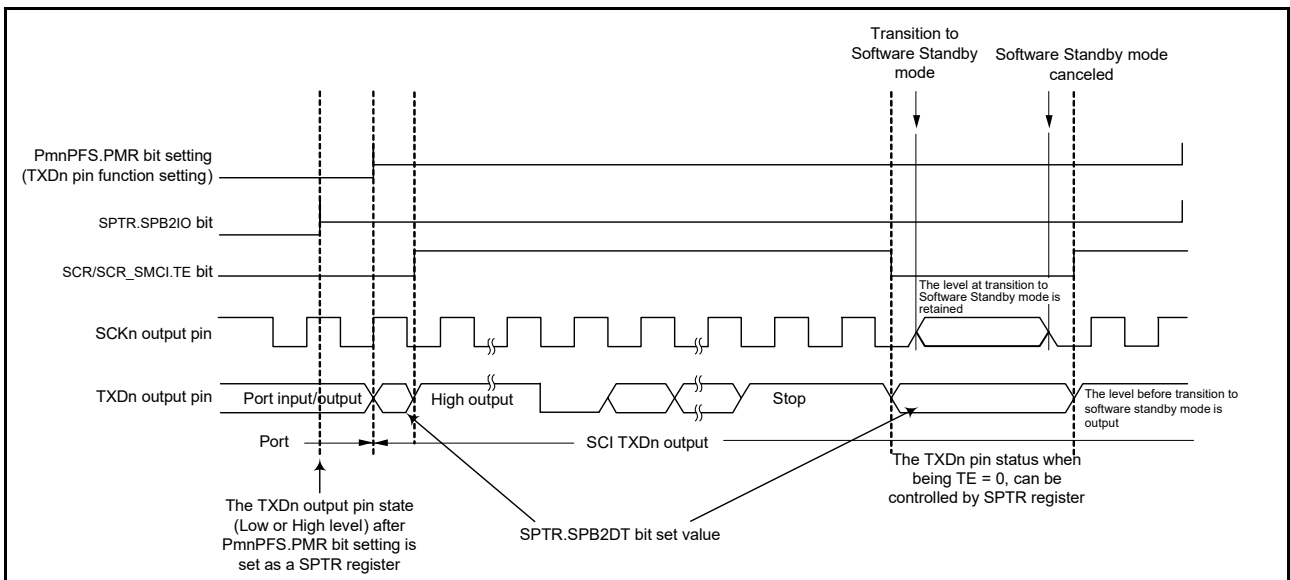 Transition to
Software Standby
mode
Software Standby mode
canceled
PmnPFS.PMR bit setting
(TXDn pin function setting)
SPTR.SPB2IO bit
SCR/SCR_SMCI.TE bit
The level at transition to
Software Standby mode is
retained
SCKn output pin
TXDn output pin
Port input/output
High output
Stop
The level before transition to
software standby mode is
output
Port
SCI TXDn output
The TXDn pin status when
being TE = 0, can be
controlled by SPTR register
The TXDn output pin state
(Low or High level) after
PmnPFS.PMR bit setting is
set as a SPTR register
SPTR.SPB2DT bit set value